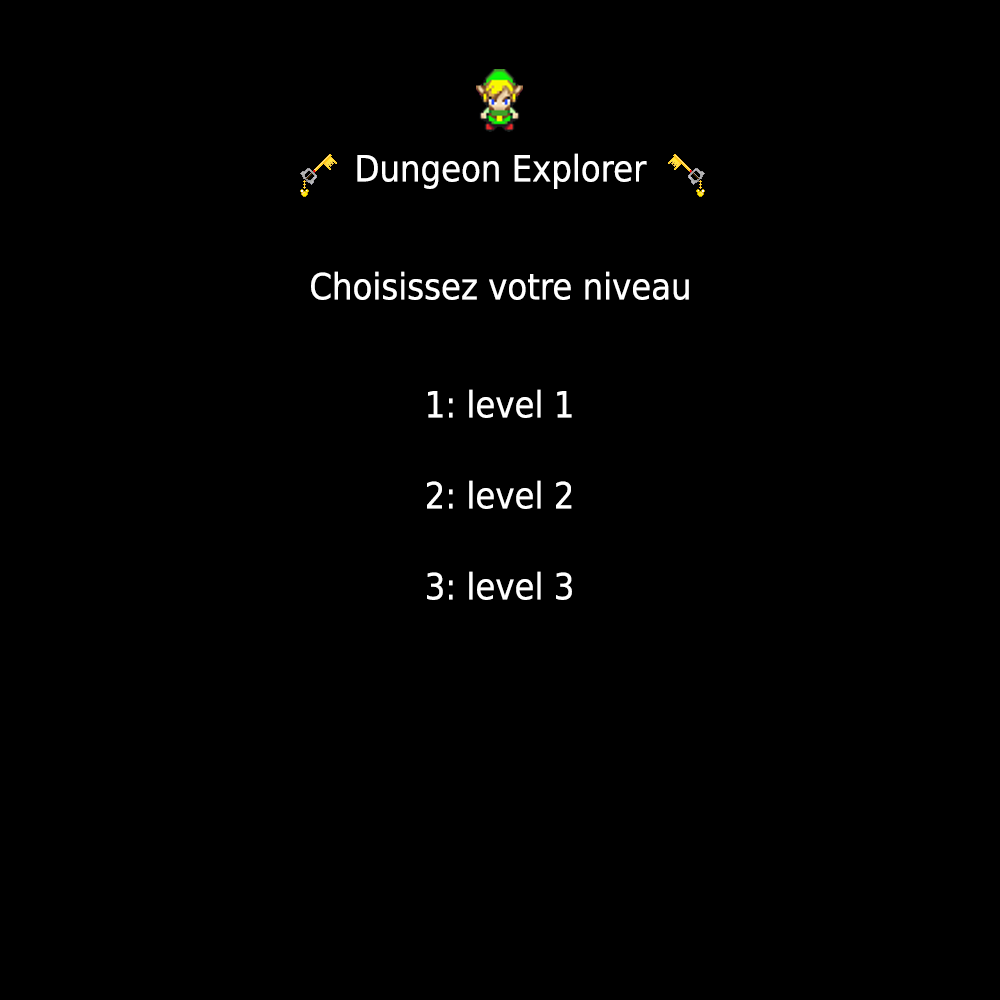 Dungeon Explorer
Choisissez votre niveau
1: level 1
2: level 2
3: level 3